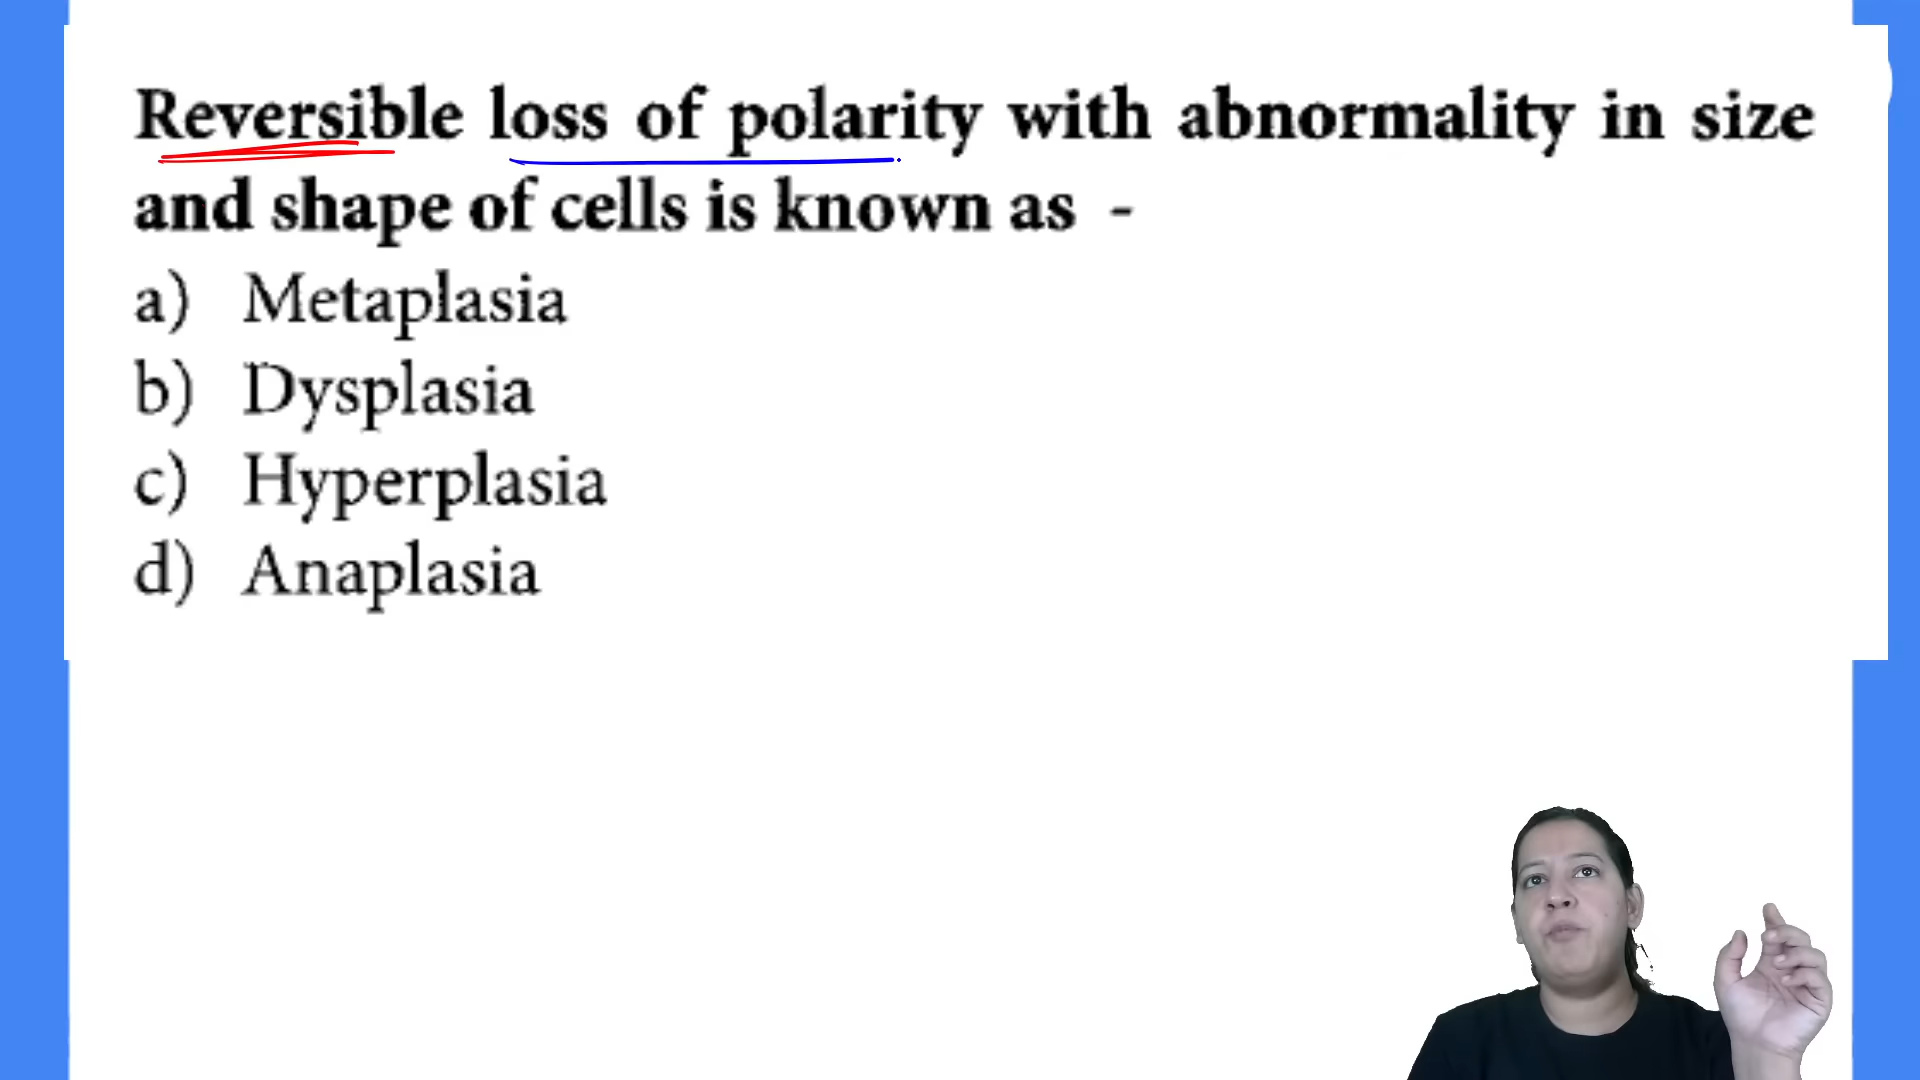 Reversible loss of polarity with abnormality in size
and shape of cells is known as -
a) Metaplasia
b) Dysplasia
c) Hyperplasia
d) Anaplasia